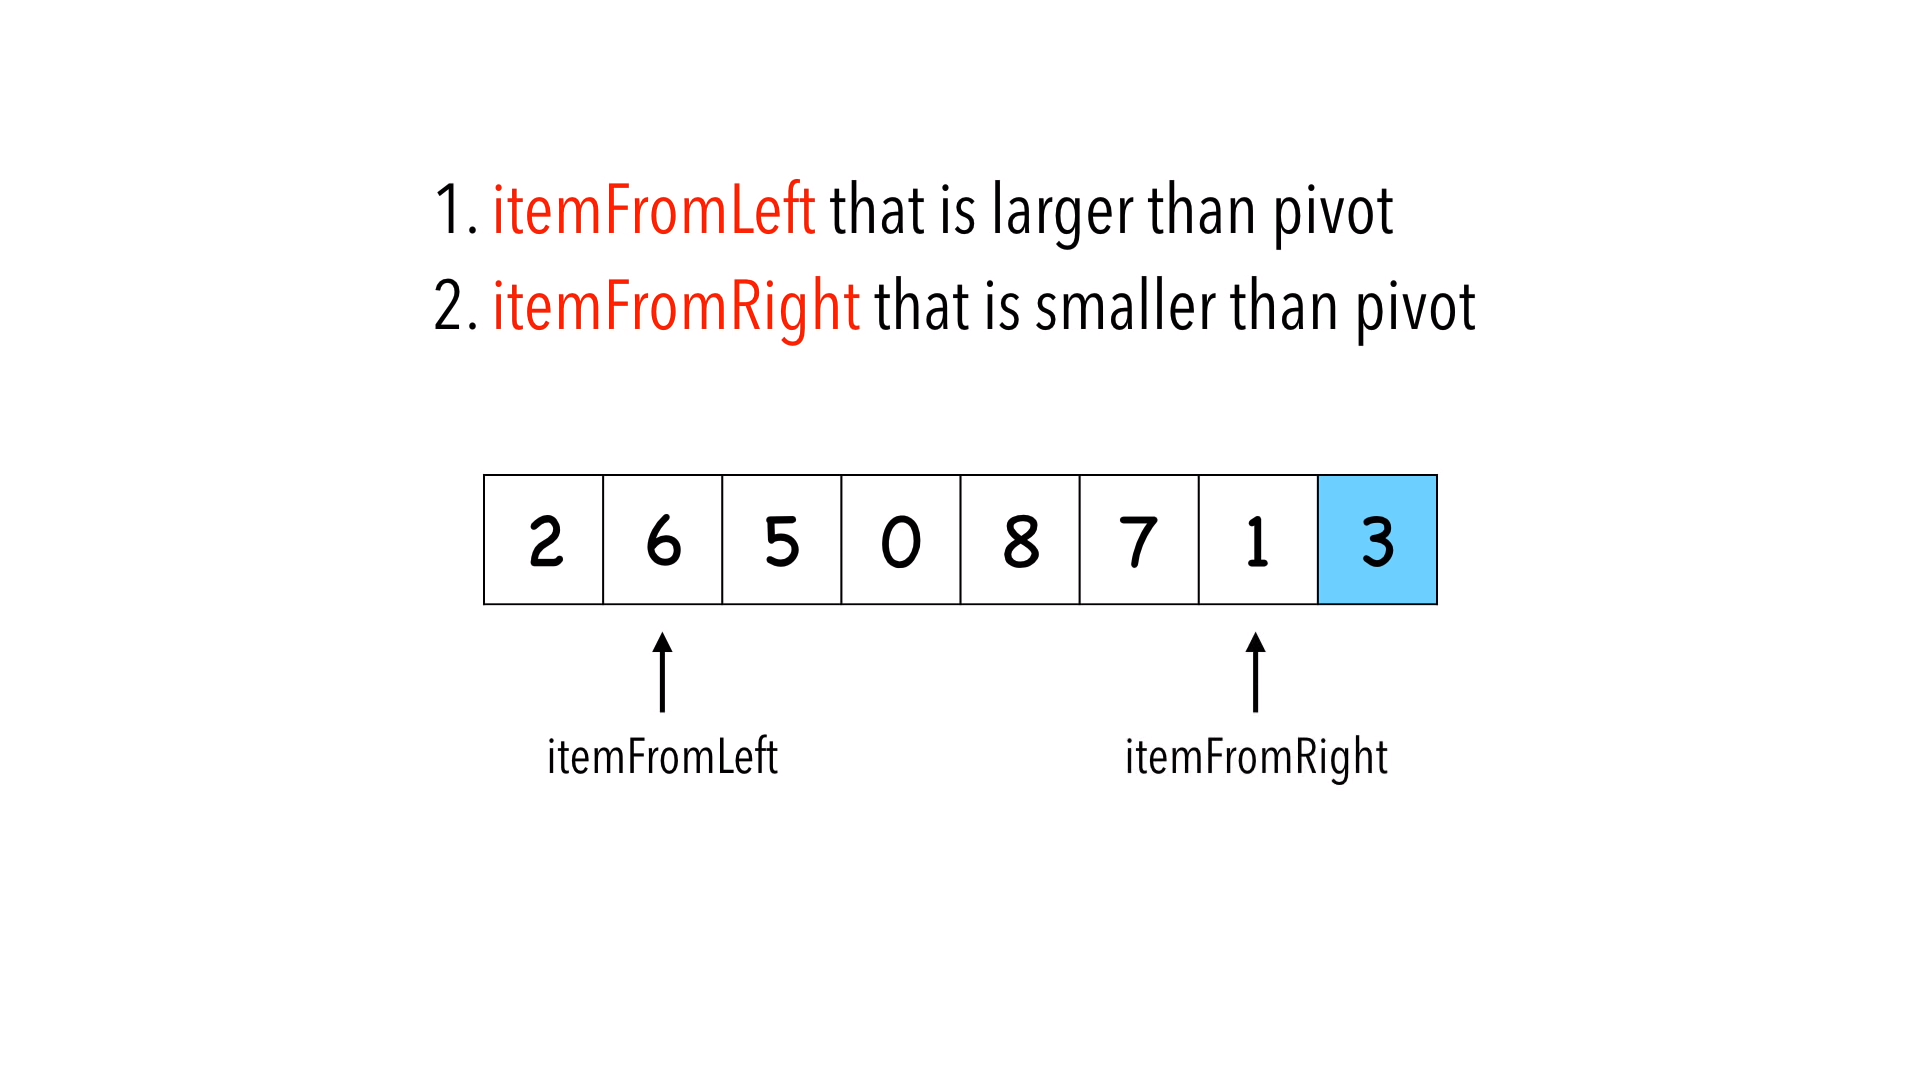 1. itemFromLeft that is larger than pivot
2. itemFromRight that is smaller than pivot
2 6 5 0 8 7 1 3
itemFromLeft itemFromRight